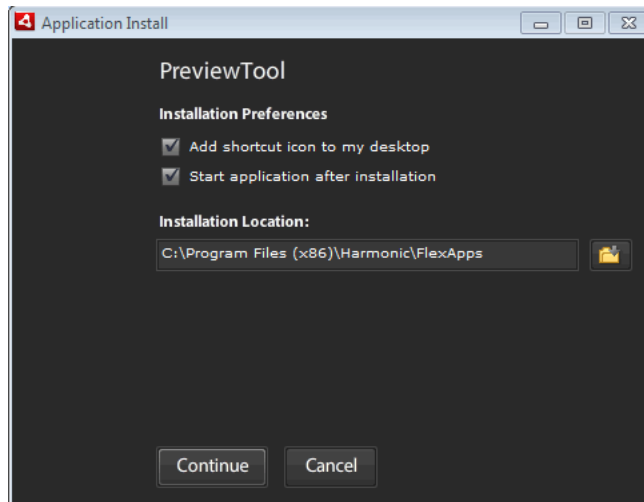 Application Install
PreviewTool
Installation Preferences
Add shortcut icon to my desktop
Start application after installation
Installation Location:
C:\Program Files (x86)\Harmonic\FlexApps
Continue Cancel